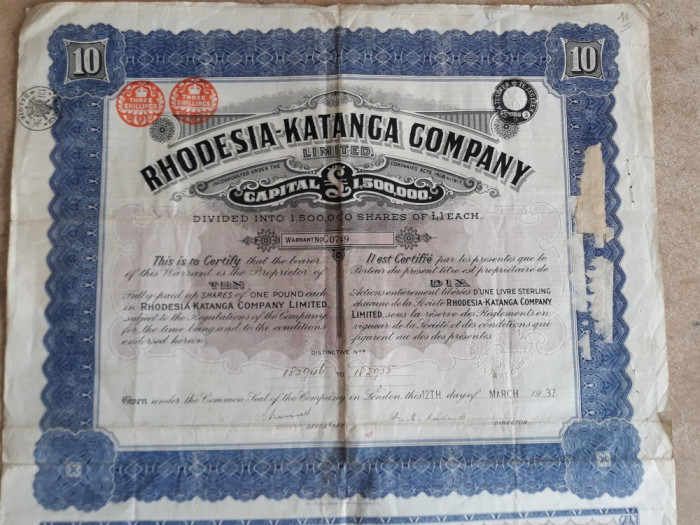 10
10
THREE SHILLINGS
THREE SHILLINGS
RHODESIA-KATANGA COMPANY
LIMITED.
INCORPORATED UNDER THE COMPANIES ACTS, 1908 TO 1917.
CAPITAL £1,500,000.
DIVIDED INTO 1,500,000 SHARES OF £1 EACH.
WARRANT No G0749
This is to Certify that the bearer
of this Warrant is the Proprietor of
TEN
Fully paid up SHARES of ONE POUND each
in RHODESIA-KATANGA COMPANY LIMITED,
subject to the Regulations of the Company
for the time being and to the conditions
endorsed hereon.
Il est Certifié par les présentes que le
Porteur du présent titre est propriétaire de
DIX
Actions entièrement libérées D'UNE LIVRE STERLING
chacune de la Société RHODESIA-KATANGA COMPANY
LIMITED, sous la réserve des Règlements en
vigueur de la Société et des conditions qui
figurent au dos des présentes.
DISTINCTIVE Nos
182946 TO 182955
Given under the Common Seal of the Company in London, this 12TH day of MARCH 1937
DIRECTOR.
10
10